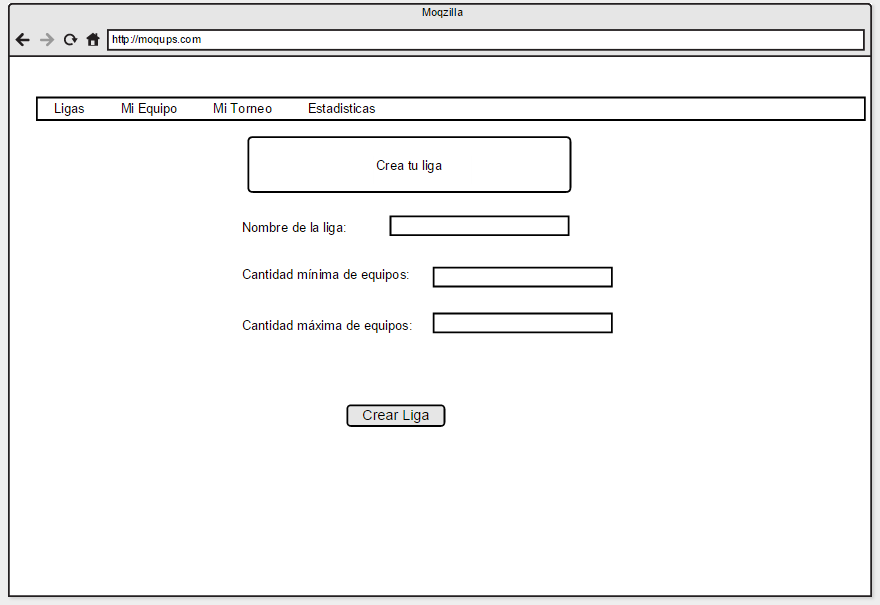 Moqzilla
http://moqups.com
Ligas Mi Equipo Mi Torneo Estadisticas
Crea tu liga
Nombre de la liga:
Cantidad mínima de equipos:
Cantidad máxima de equipos:
Crear Liga